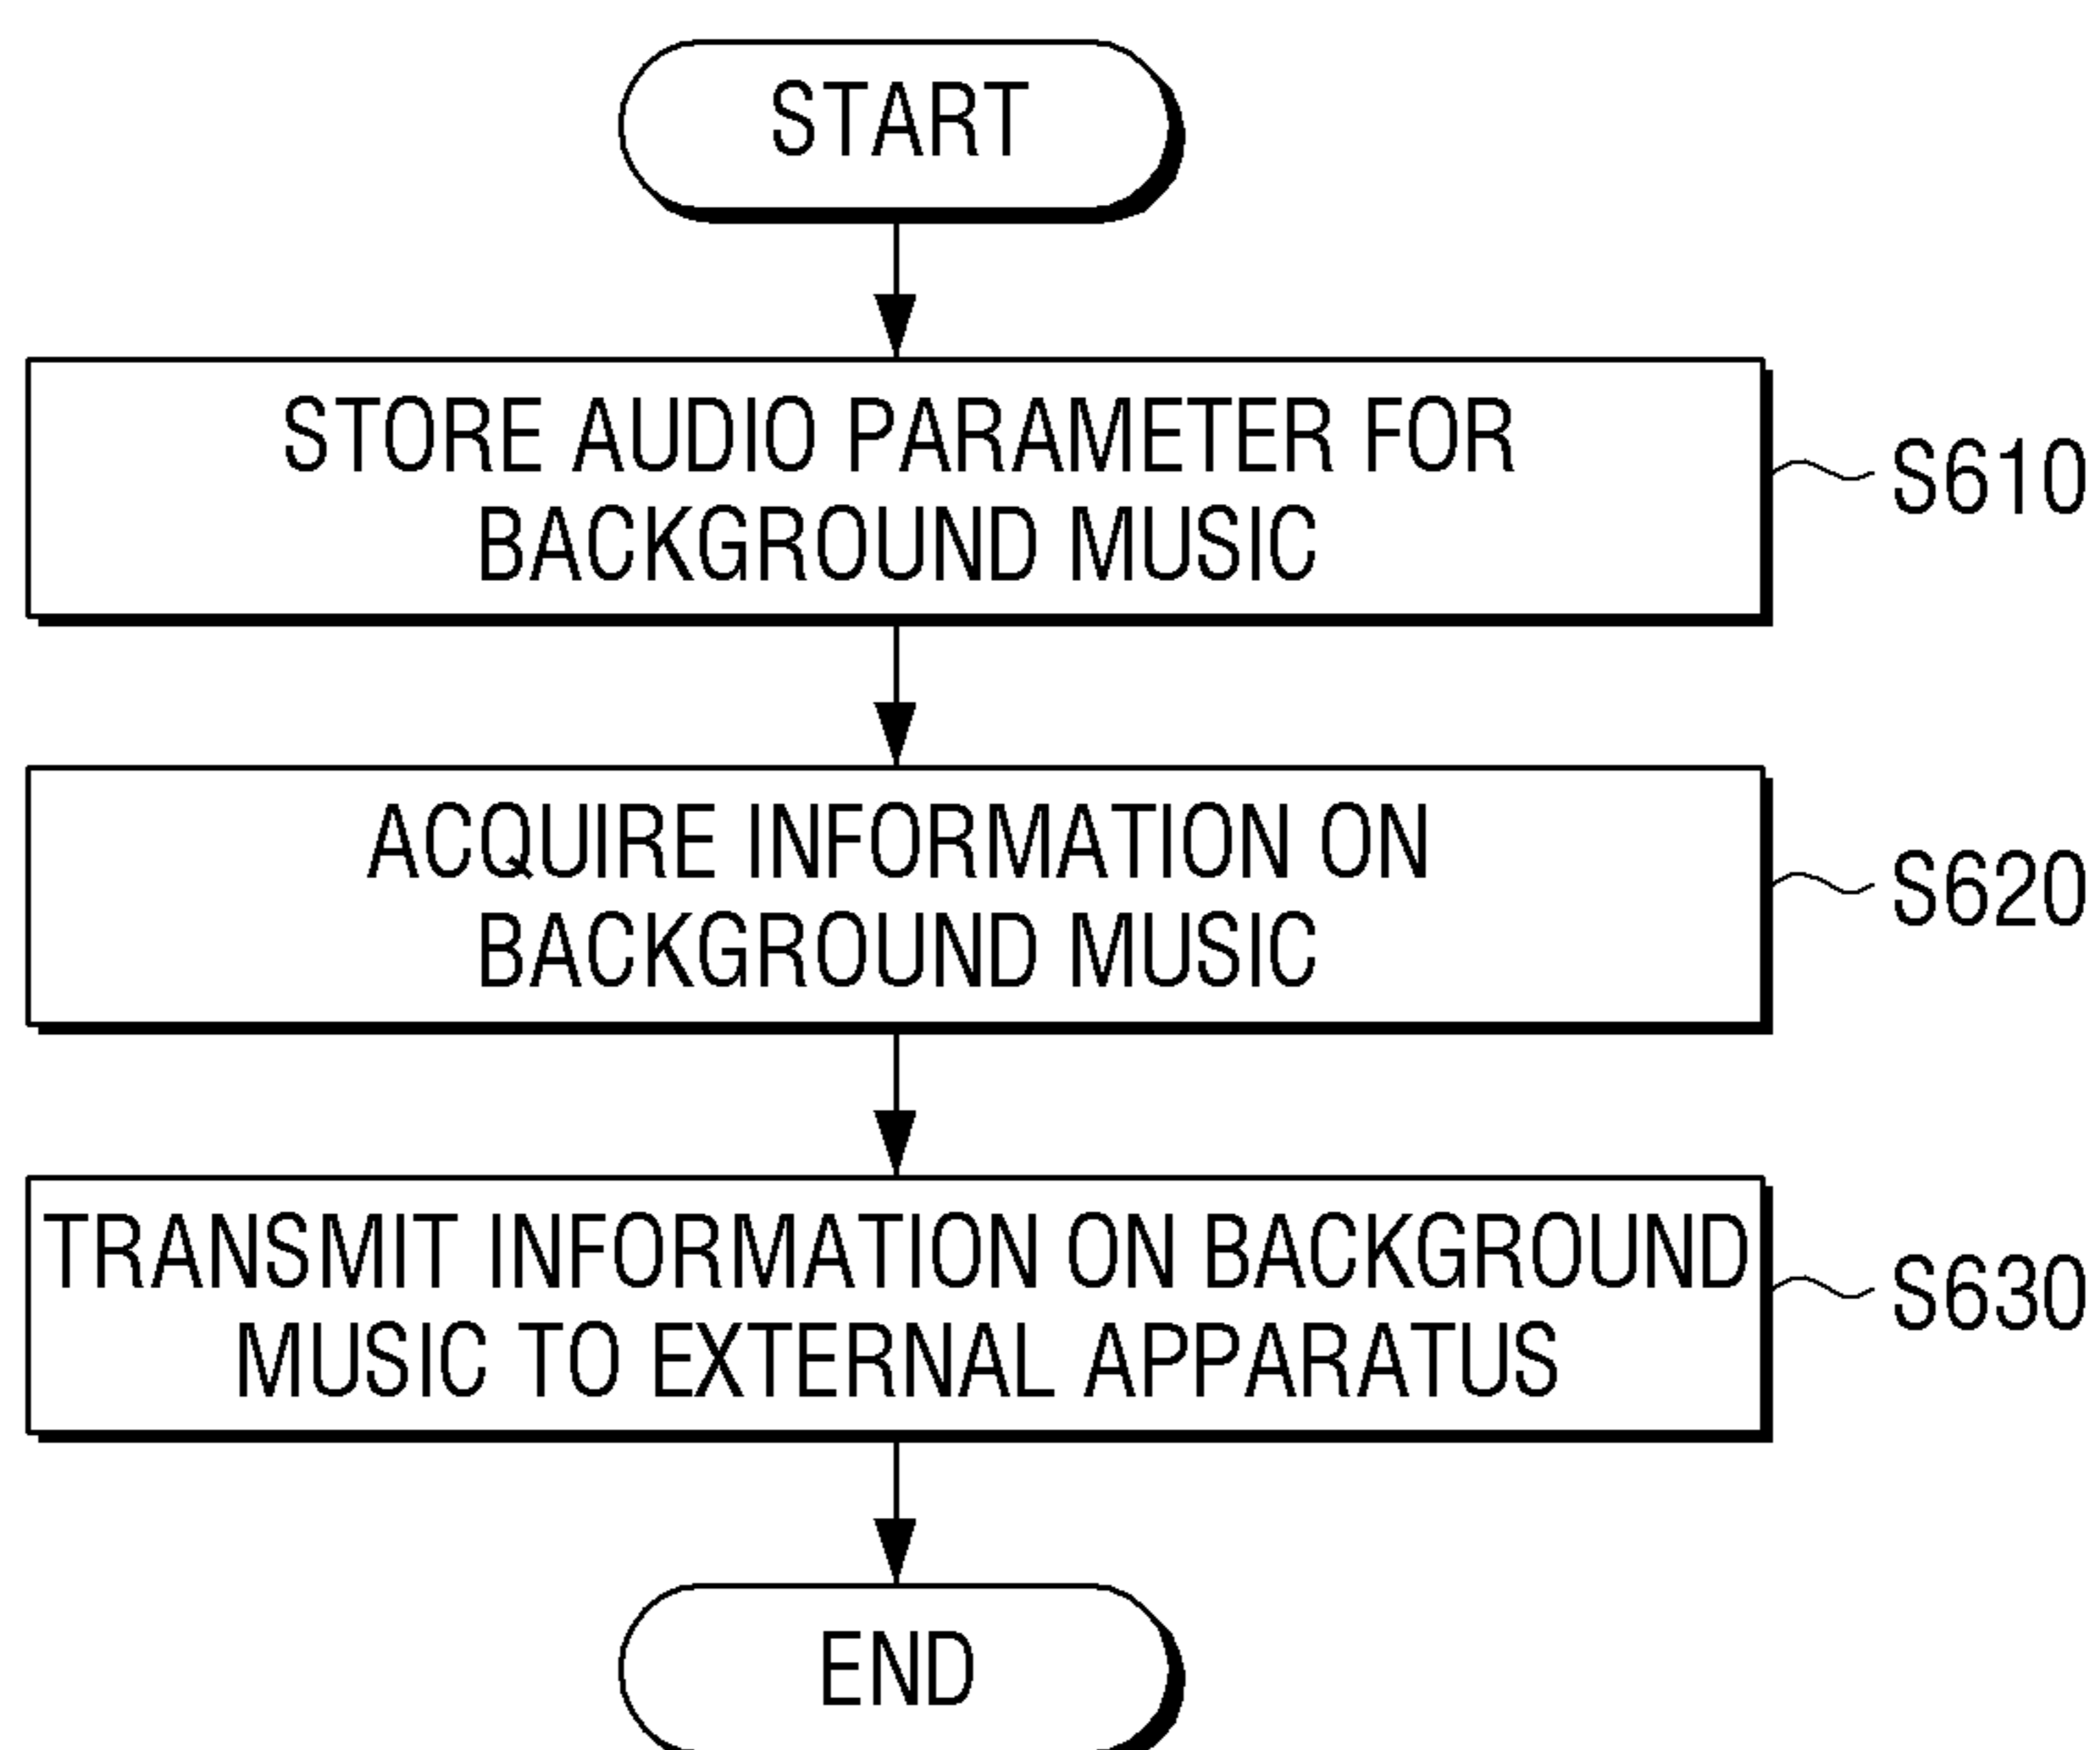 START
STORE AUDIO PARAMETER FOR
BACKGROUND MUSIC
S610
ACQUIRE INFORMATION ON
BACKGROUND MUSIC
S620
TRANSMIT INFORMATION ON BACKGROUND
MUSIC TO EXTERNAL APPARATUS
S630
END